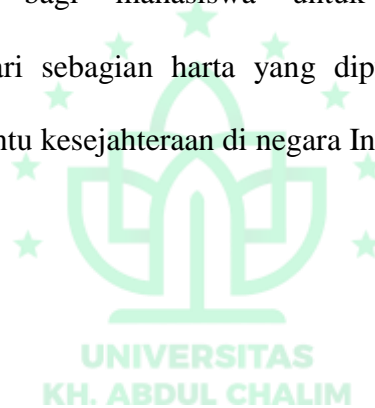 bagi mahasiswa untuk
sebagian harta yang
kesejahteraan di negara
UNIVERSITAS
KH. ABDUL CHALIM